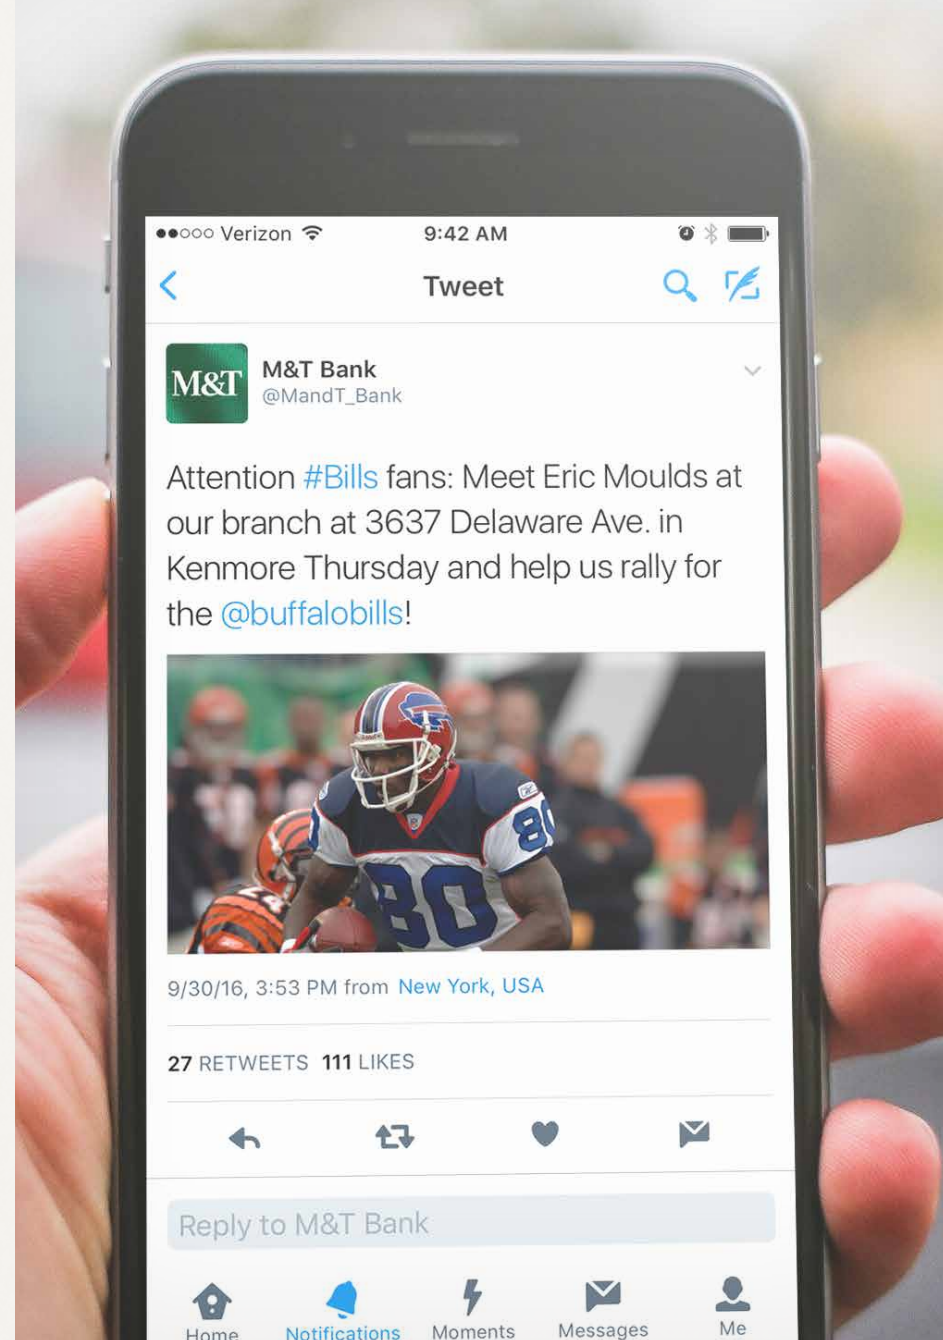 Verizon 9:42 AM
Tweet
M&T
M&T Bank
@MandT_Bank
Attention #Bills fans: Meet Eric Moulds at
our branch at 3637 Delaware Ave. in
Kenmore Thursday and help us rally for
the @buffalobills!
80
80
9/30/16, 3:53 PM from New York, USA
27 RETWEETS 111 LIKES
Reply to M&T Bank
Home Notifications Moments Messages Me